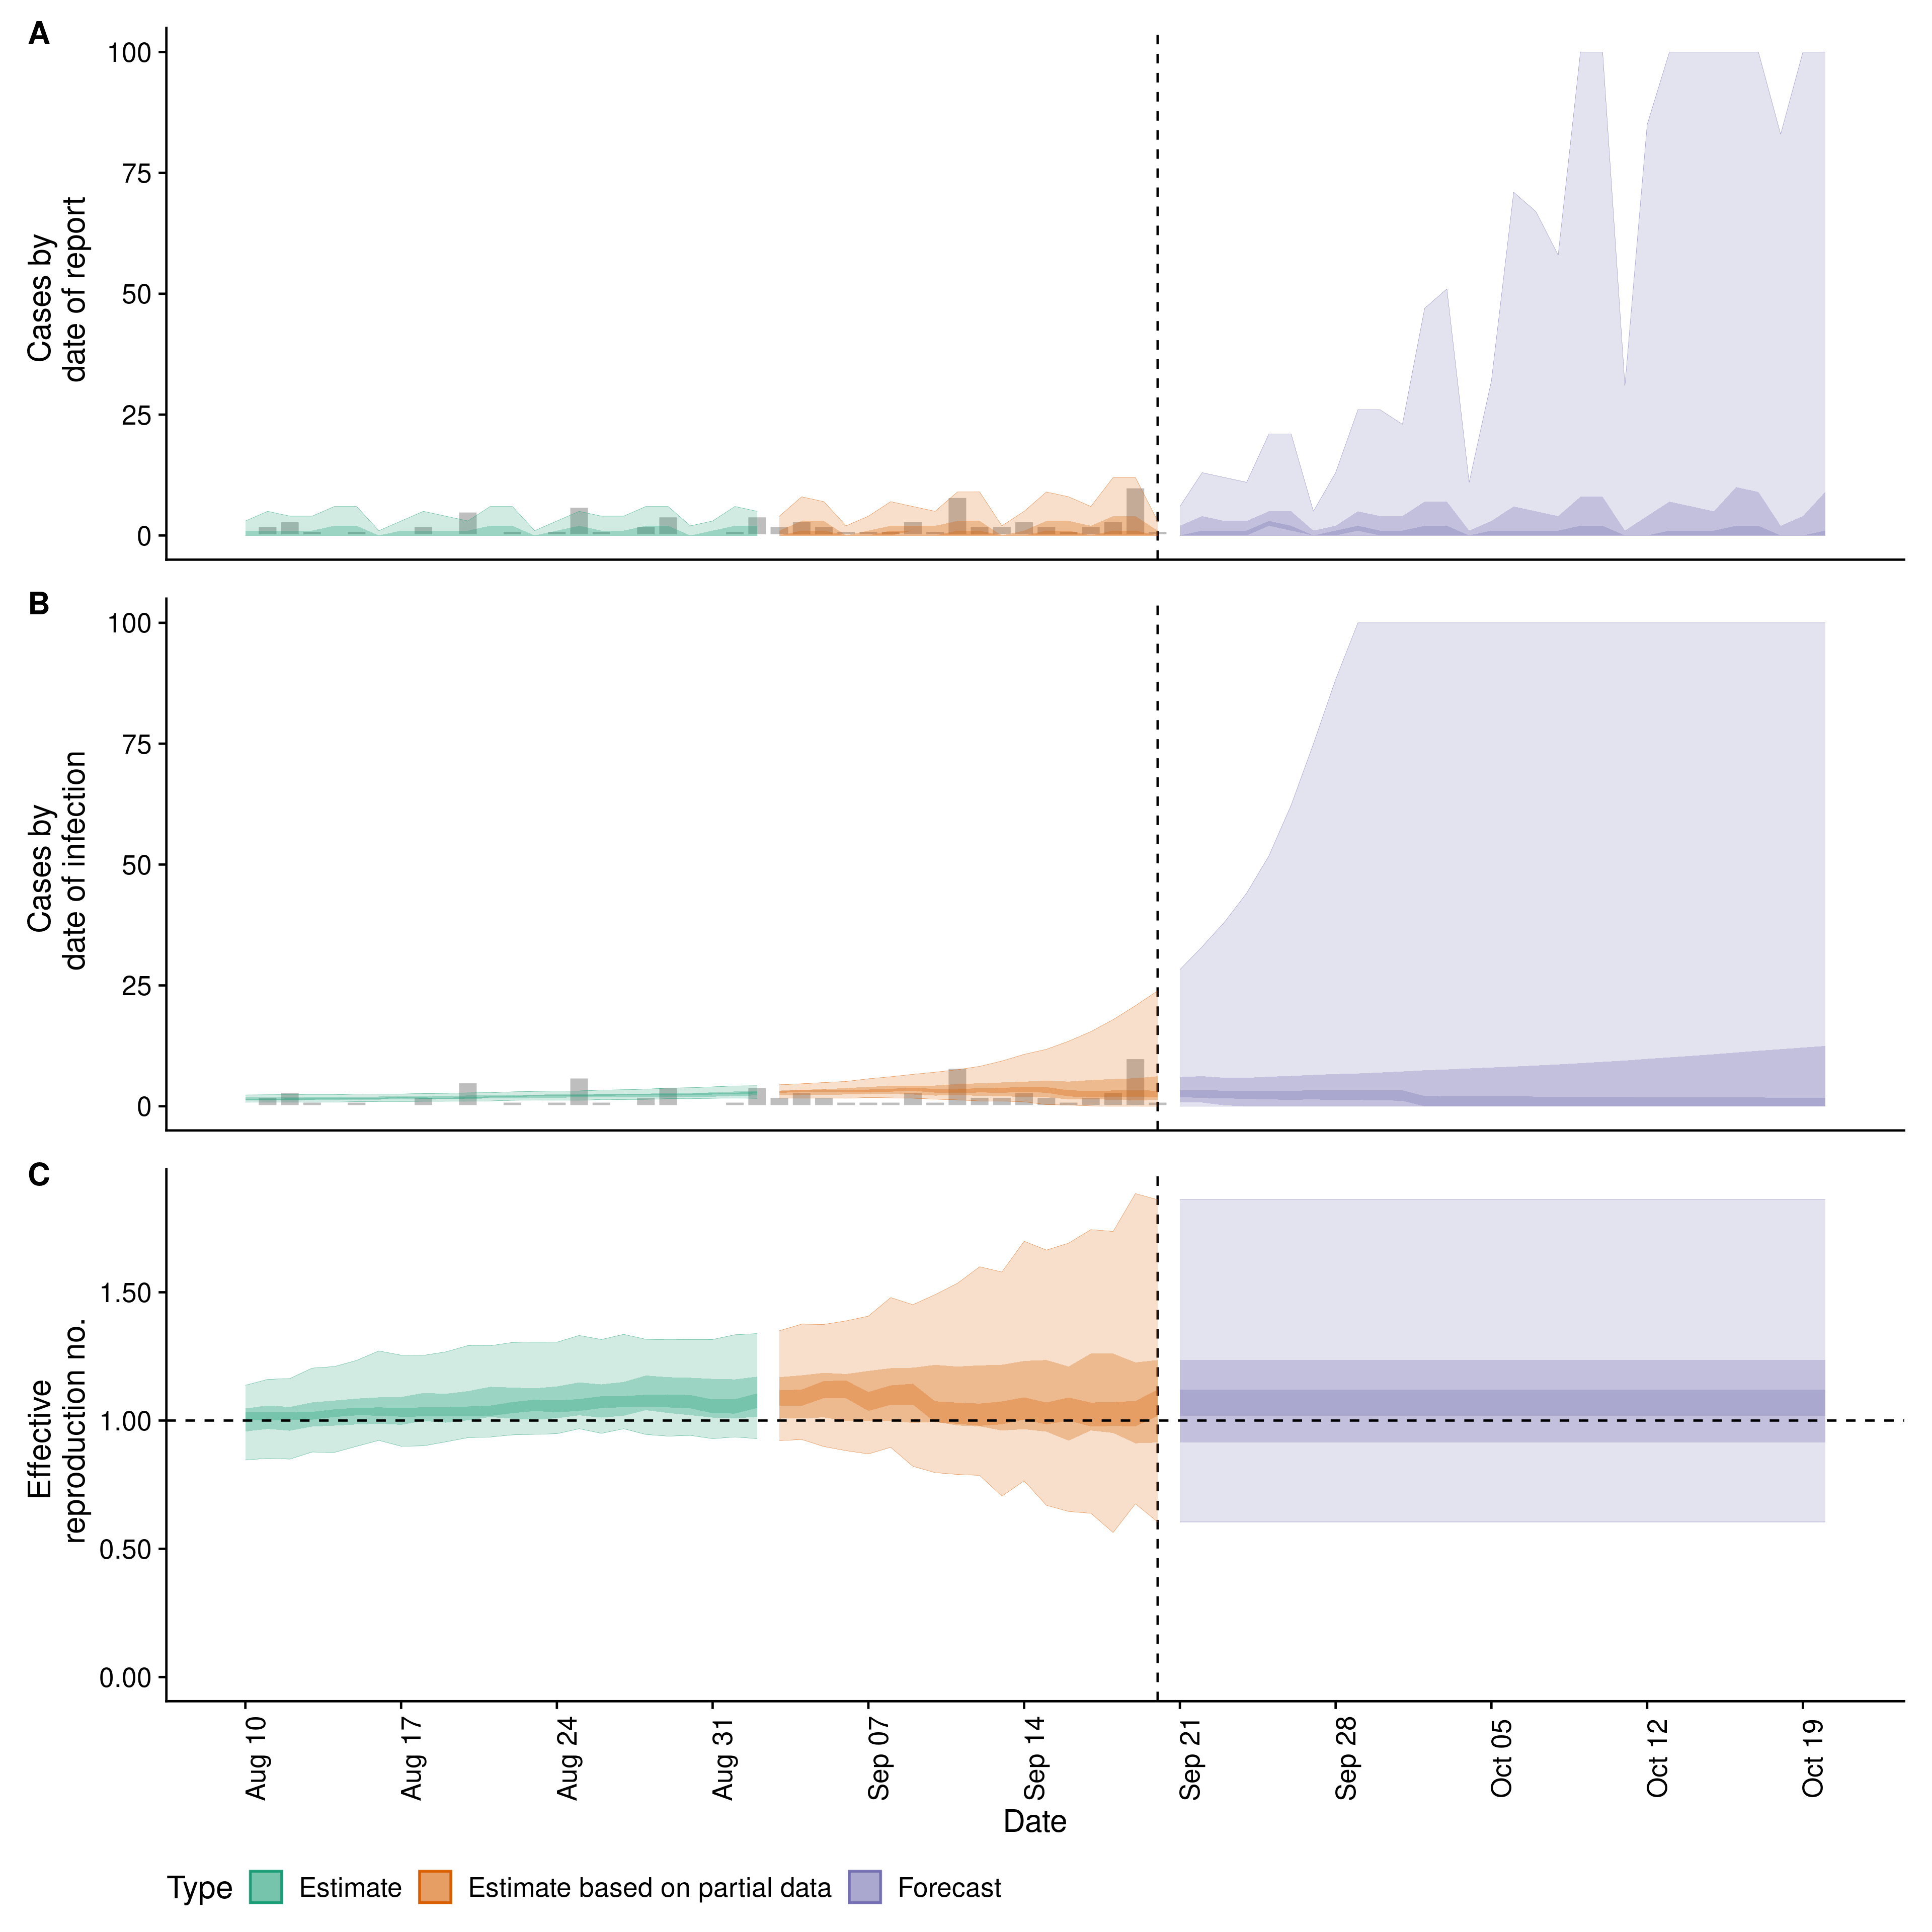 A
100
75
50
25
0
Cases by
date of report
B
100
75
50
25
0
Cases by
date of infection
C
1.50
1.00
0.50
0.00
Effective
reproduction no.
Aug 10
Aug 17
Aug 24
Aug 31
Sep 07
Sep 14
Sep 21
Sep 28
Oct 05
Oct 12
Oct 19
Date
Type Estimate Estimate based on partial data Forecast